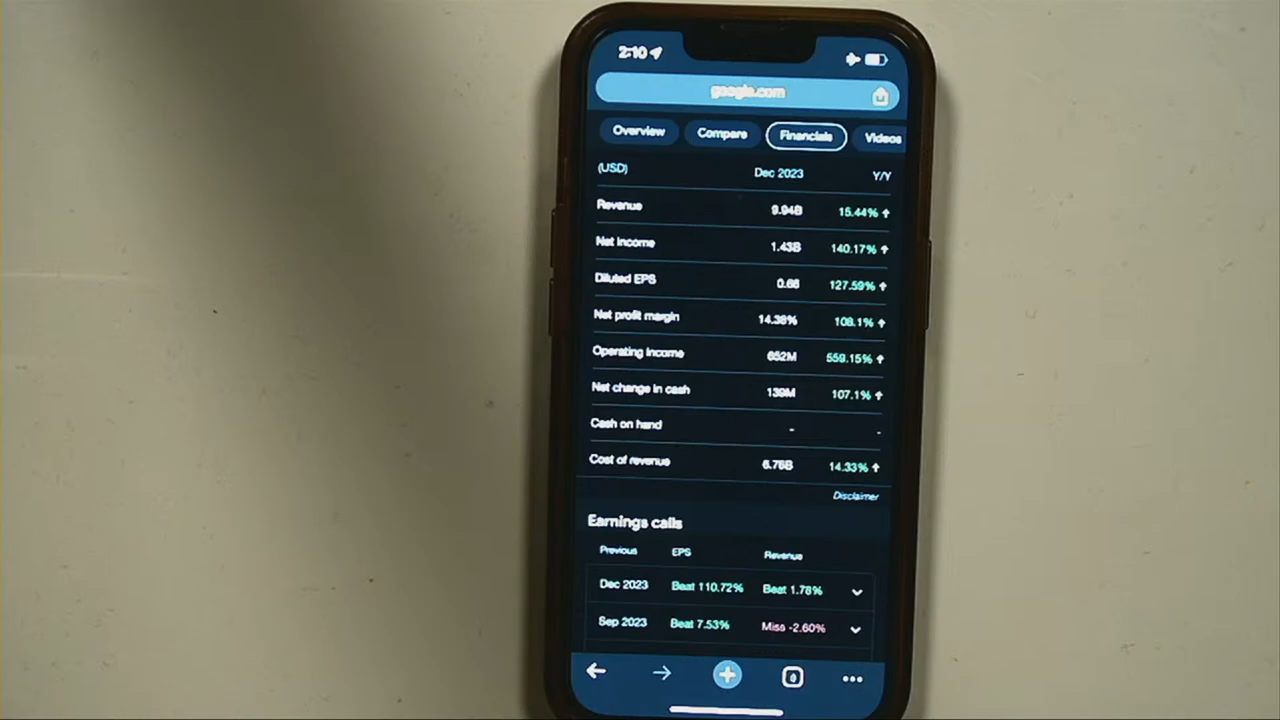 2:10
google.com
Overview Compare Financials Videos
(USD) Dec 2023 Y/Y
Revenue 9.94B 15.44%
Net income 1.43B 140.17%
Diluted EPS 0.66 127.59%
Net profit margin 14.38% 108.1%
Operating income 652M 559.15%
Net change in cash 139M 107.1%
Cash on hand - -
Cost of revenue 6.76B 14.33%
Disclaimer
Earnings calls
Previous EPS Revenue
Dec 2023 Beat 110.72% Beat 1.78%
Sep 2023 Beat 7.53% Miss -2.60%